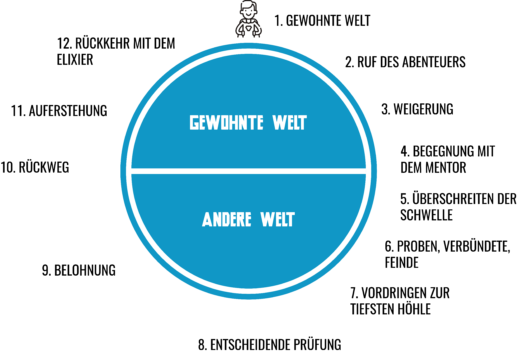 1. GEWOHNTE WELT
2. RUF DES ABENTEUERS
3. WEIGERUNG
4. BEGEGNUNG MIT
DEM MENTOR
5. ÜBERSCHREITEN DER
SCHWELLE
6. PROBEN, VERBÜNDETE,
FEINDE
7. VORDRINGEN ZUR
TIEFSTEN HÖHLE
8. ENTSCHEIDENDE PRÜFUNG
9. BELOHNUNG
10. RÜCKWEG
11. AUFERSTEHUNG
12. RÜCKKEHR MIT DEM
ELIXIER
GEWOHNTE WELT
ANDERE WELT